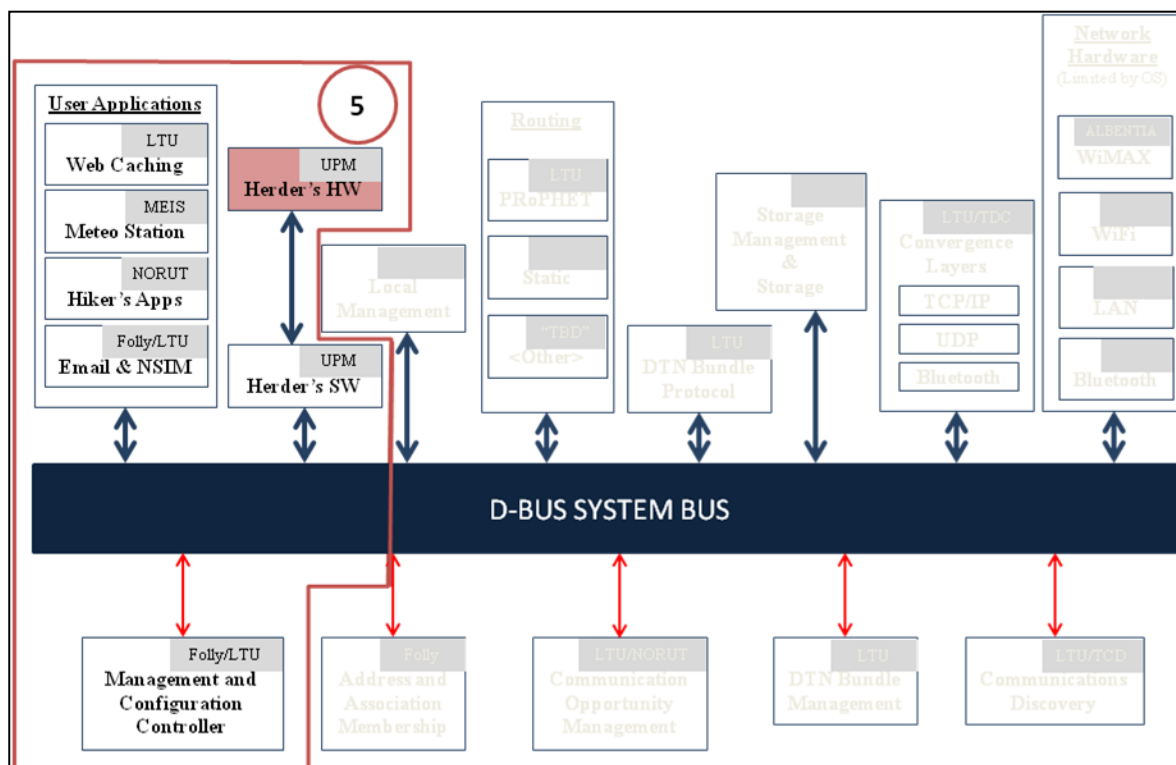 User Applications
LTU
Web Caching
MEIS
Meteo Station
NORUT
Hiker's Apps
Folly/LTU
Email & NSIM
5
UPM
Herder's HW
UPM
Herder's SW
Local
Management
Routing
LTU
PRoPHET
Static
"TBD"
<Other>
LTU
DTN Bundle
Protocol
Storage
Management
&
Storage
LTU/TDC
Convergence
Layers
TCP/IP
UDP
Bluetooth
Network
Hardware
(Limited by OS)
ALBENTIA
WiMAX
WiFi
LAN
Bluetooth
D-BUS SYSTEM BUS
Folly/LTU
Management and
Configuration
Controller
Folly
Address and
Association
Membership
LTU/NORUT
Communication
Opportunity
Management
LTU
DTN Bundle
Management
LTU/TCD
Communications
Discovery